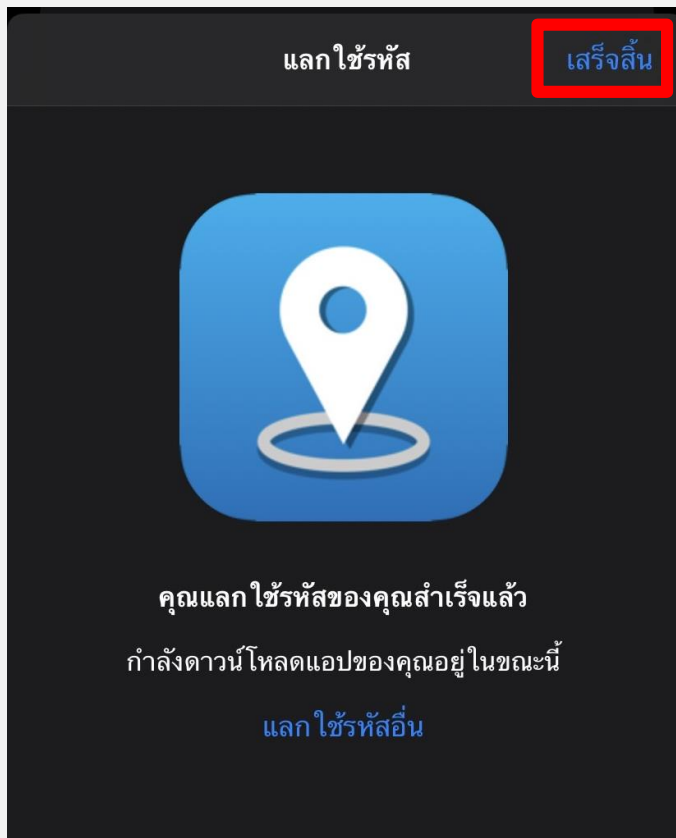 แลกใช้รหัส
เสร็จสิ้น
คุณแลกใช้รหัสของคุณสำเร็จแล้ว
กำลังดาวน์โหลดแอปของคุณอยู่ในขณะนี้
แลกใช้รหัสอื่น